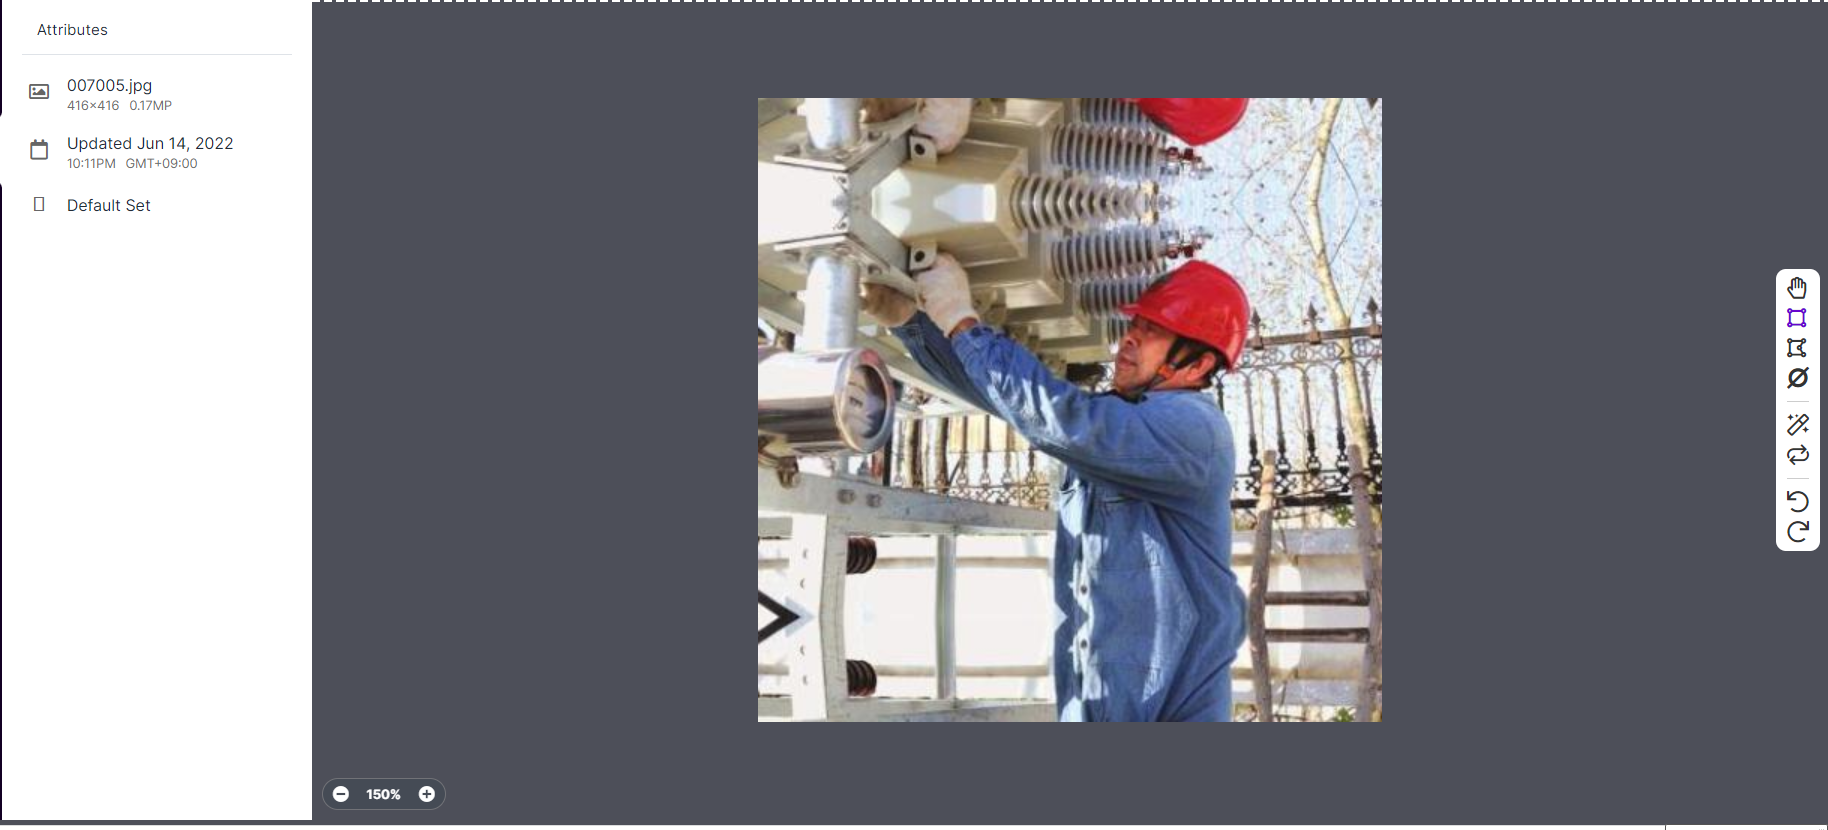 Attributes
007005.jpg
416×416 0.17MP
Updated Jun 14, 2022
10:11PM GMT+09:00
Default Set
150%